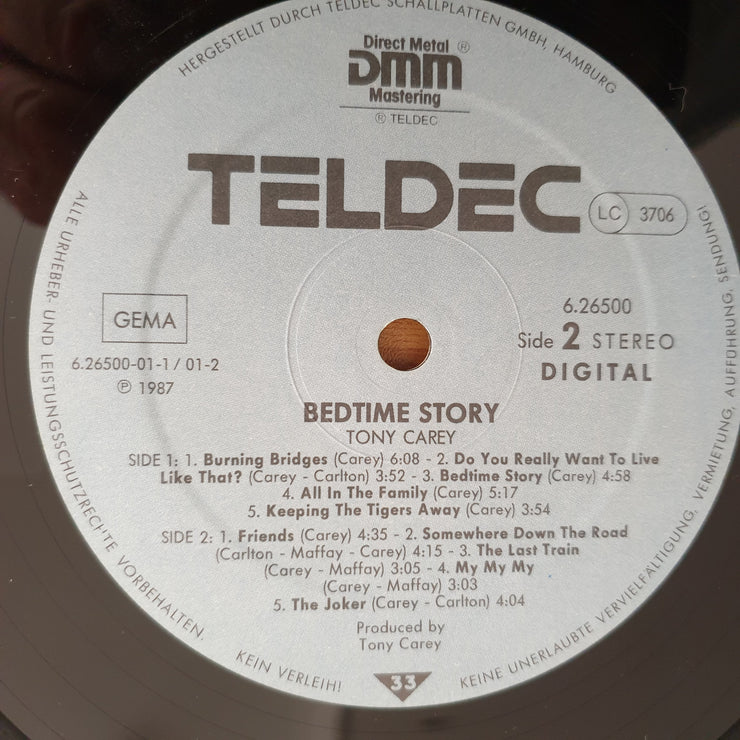 HERGESTELLT DURCH TELDEC SCHALLPLATTEN GMBH, HAMBURG
Direct Metal ®
DMM
Mastering
® TELDEC
TELDEC
LC 3706
GEMA
6.26500-01-1 / 01-2
℗ 1987
6.26500
Side 2 STEREO
DIGITAL
BEDTIME STORY
TONY CAREY
SIDE 1: 1. Burning Bridges (Carey) 6:08 - 2. Do You Really Want To Live
Like That? (Carey - Carlton) 3:52 - 3. Bedtime Story (Carey) 4:58
4. All In The Family (Carey) 5:17
5. Keeping The Tigers Away (Carey) 3:54
SIDE 2: 1. Friends (Carey) 4:35 - 2. Somewhere Down The Road
(Carlton - Maffay - Carey) 4:15 - 3. The Last Train
(Carey - Maffay) 3:05 - 4. My My My
(Carey - Maffay) 3:03
5. The Joker (Carey - Carlton) 4:04
Produced by
Tony Carey
33
ALLE URHEBER- UND LEISTUNGSSCHUTZRECHTE VORBEHALTEN.
KEIN VERLEIH!
KEINE UNERLAUBTE VERVIELFÄLTIGUNG, VERMIETUNG, AUFFÜHRUNG, SENDUNG!